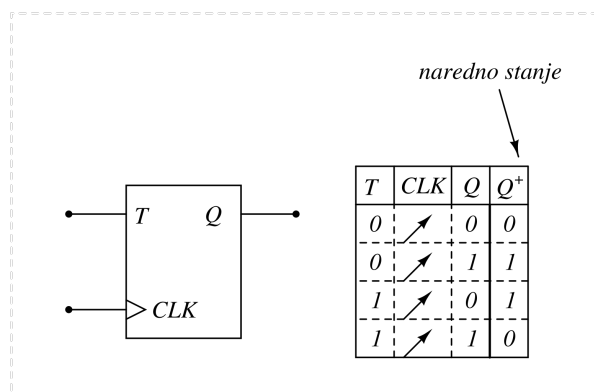 naredno stanje
T Q
CLK
T CLK Q Q⁺
0 0 0
0 1 1
1 0 1
1 1 0